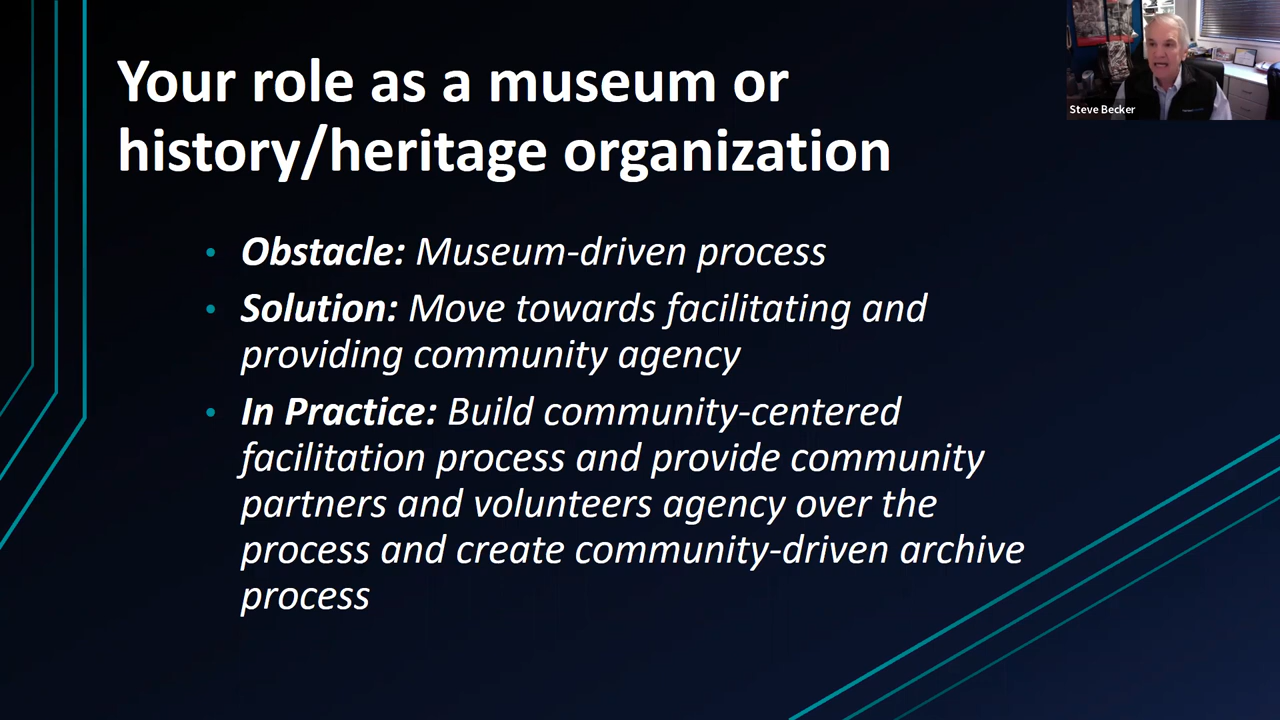 Your role as a museum or
history/heritage organization
• Obstacle: Museum-driven process
• Solution: Move towards facilitating and
providing community agency
• In Practice: Build community-centered
facilitation process and provide community
partners and volunteers agency over the
process and create community-driven archive
process
Steve Becker